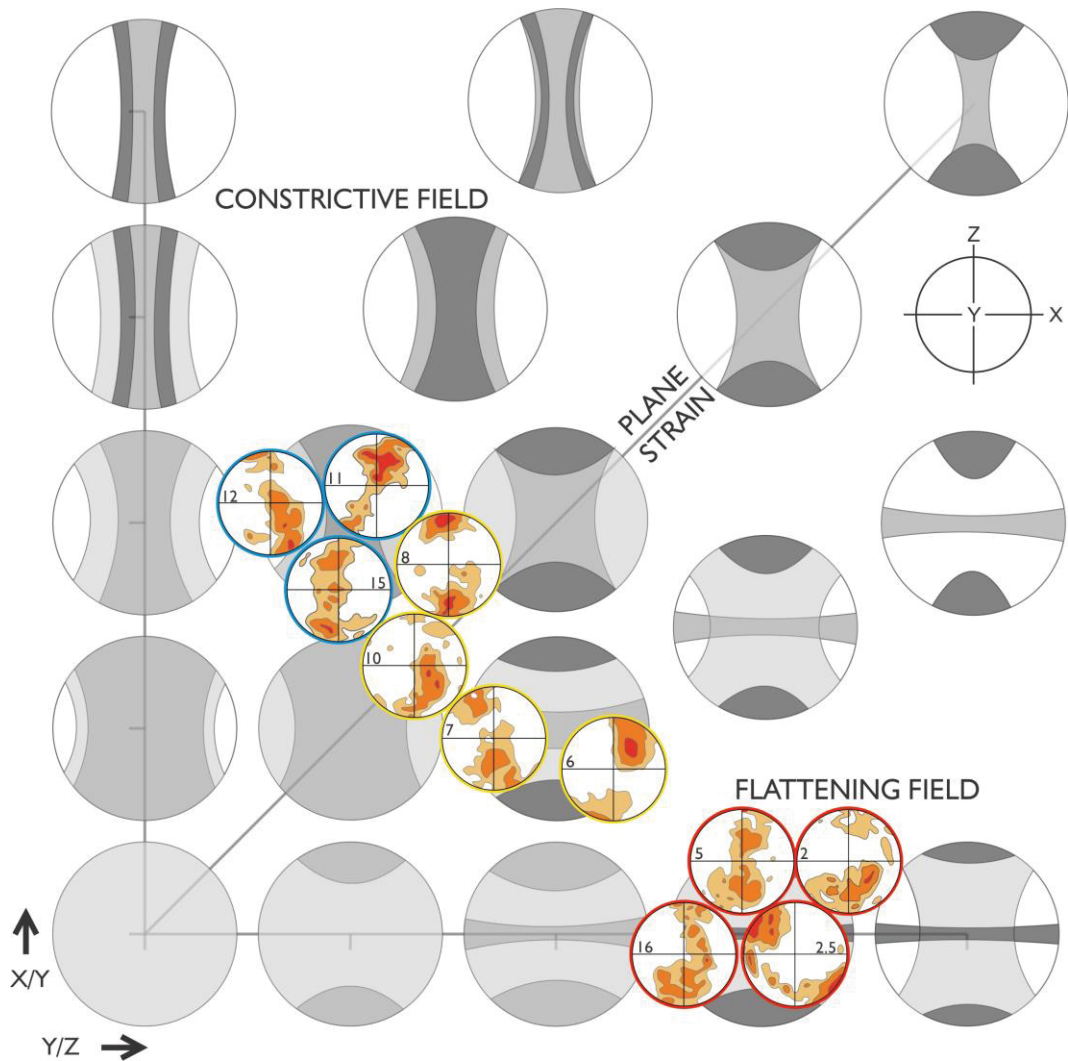 CONSTRICTIVE FIELD
Z
Y
X
PLANE
STRAIN
11
12
8
15
10
7
6
FLATTENING FIELD
5
2
16
2.5
X/Y
Y/Z